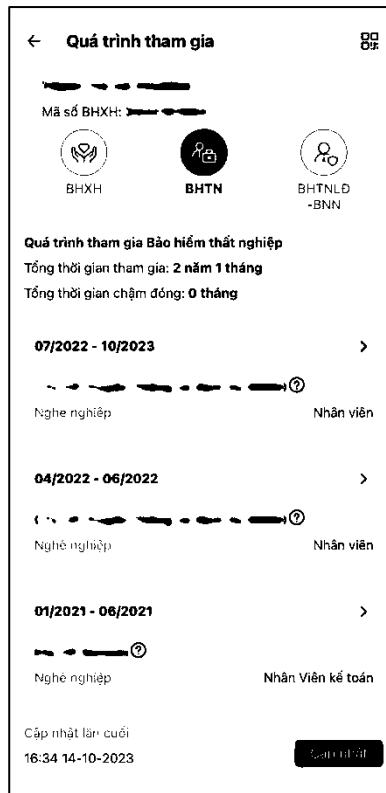 Quá trình tham gia
Mã số BHXH:
BHXH
BHTN
BHTNLĐ
-BNN
Quá trình tham gia Bảo hiểm thất nghiệp
Tổng thời gian tham gia: 2 năm 1 tháng
Tổng thời gian chậm đóng: 0 tháng
07/2022 - 10/2023
Nghề nghiệp Nhân viên
04/2022 - 06/2022
Nghề nghiệp Nhân viên
01/2021 - 06/2021
Nghề nghiệp Nhân Viên kế toán
Cập nhật lần cuối
16:34 14-10-2023
Cập nhật